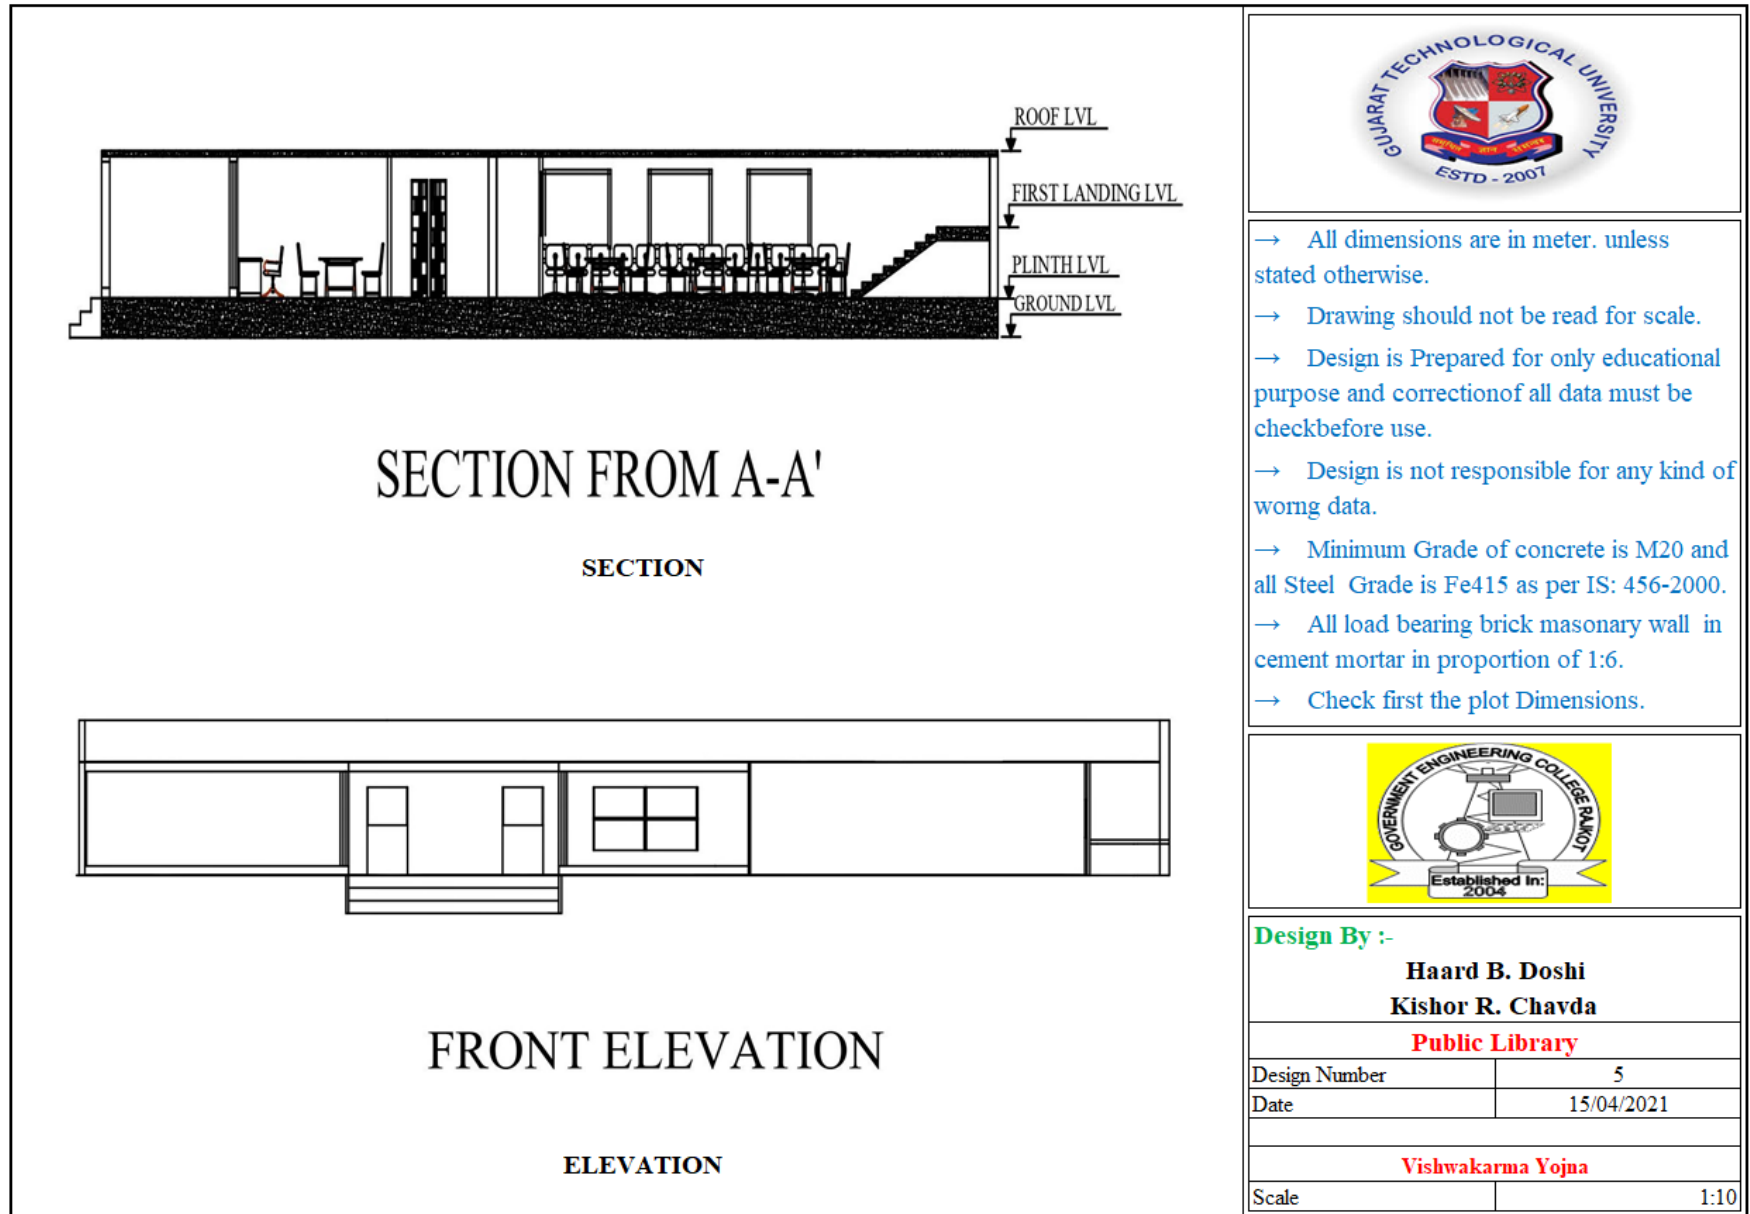 ROOF LVL
FIRST LANDING LVL
PLINTH LVL
GROUND LVL
SECTION FROM A-A'
SECTION
FRONT ELEVATION
ELEVATION
GUJARAT TECHNOLOGICAL UNIVERSITY
ESTD - 2007
→ All dimensions are in meter. unless
stated otherwise.
→ Drawing should not be read for scale.
→ Design is Prepared for only educational
purpose and correctionof all data must be
checkbefore use.
→ Design is not responsible for any kind of
worng data.
→ Minimum Grade of concrete is M20 and
all Steel Grade is Fe415 as per IS: 456-2000.
→ All load bearing brick masonary wall in
cement mortar in proportion of 1:6.
→ Check first the plot Dimensions.
GOVERNMENT ENGINEERING COLLEGE RAJKOT
Established In:
2004
Design By :-
Haard B. Doshi
Kishor R. Chavda
Public Library
Design Number 5
Date 15/04/2021
Vishwakarma Yojna
Scale 1:10